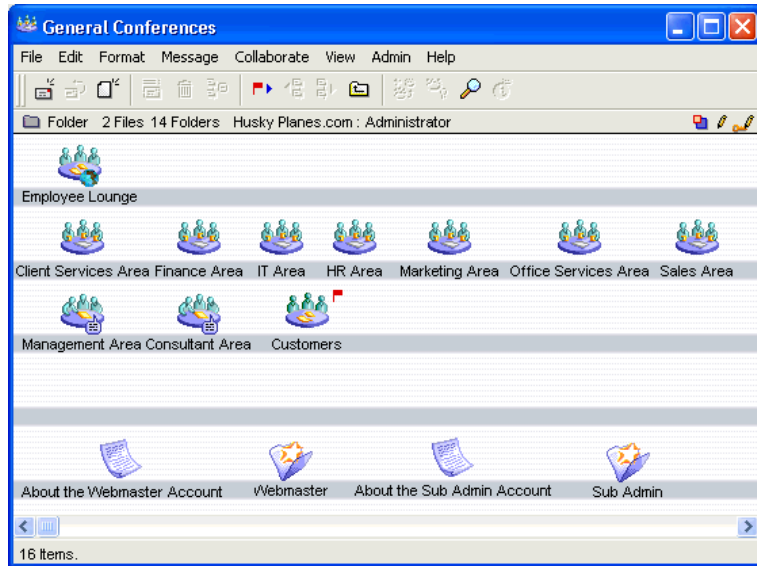 General Conferences
File Edit Format Message Collaborate View Admin Help
Folder 2 Files 14 Folders Husky Planes.com : Administrator
Employee Lounge
Client Services Area Finance Area IT Area HR Area Marketing Area Office Services Area Sales Area
Management Area Consultant Area Customers
About the Webmaster Account Webmaster About the Sub Admin Account Sub Admin
16 Items.